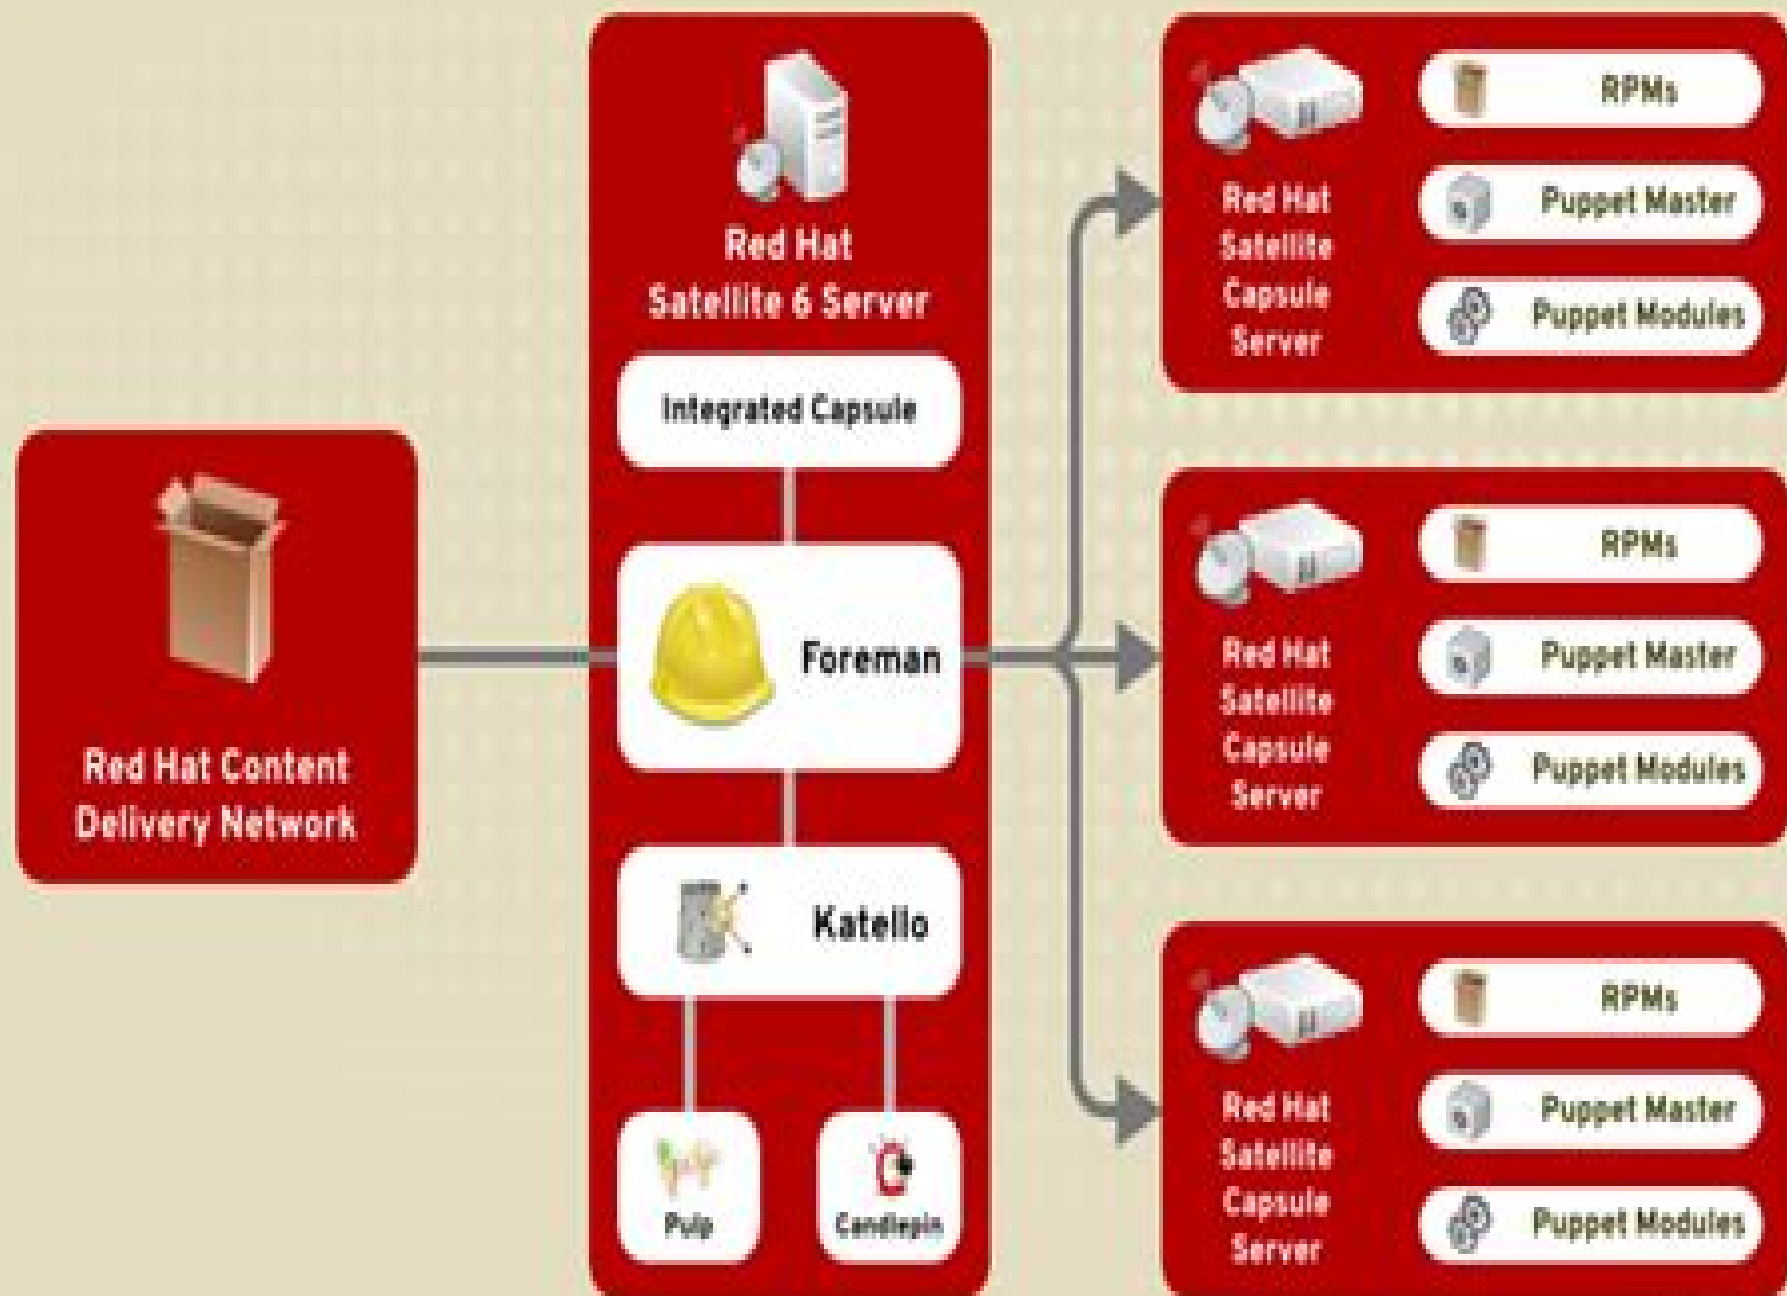 Red Hat Content
Delivery Network
Red Hat
Satellite 6 Server
Integrated Capsule
Foreman
Katello
Pulp
Candlepin
Red Hat
Satellite
Capsule
Server
RPMs
Puppet Master
Puppet Modules
Red Hat
Satellite
Capsule
Server
RPMs
Puppet Master
Puppet Modules
Red Hat
Satellite
Capsule
Server
RPMs
Puppet Master
Puppet Modules